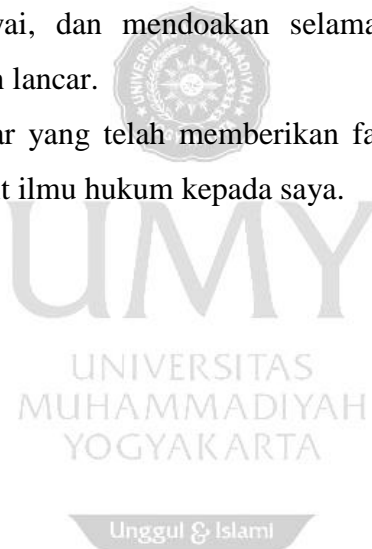 yai, dan mendoakan selama
n lancar.
ar yang telah memberikan fa
t ilmu hukum kepada saya.
UMY
UNIVERSITAS
MUHAMMADIYAH
YOGYAKARTA
Unggul & Islami